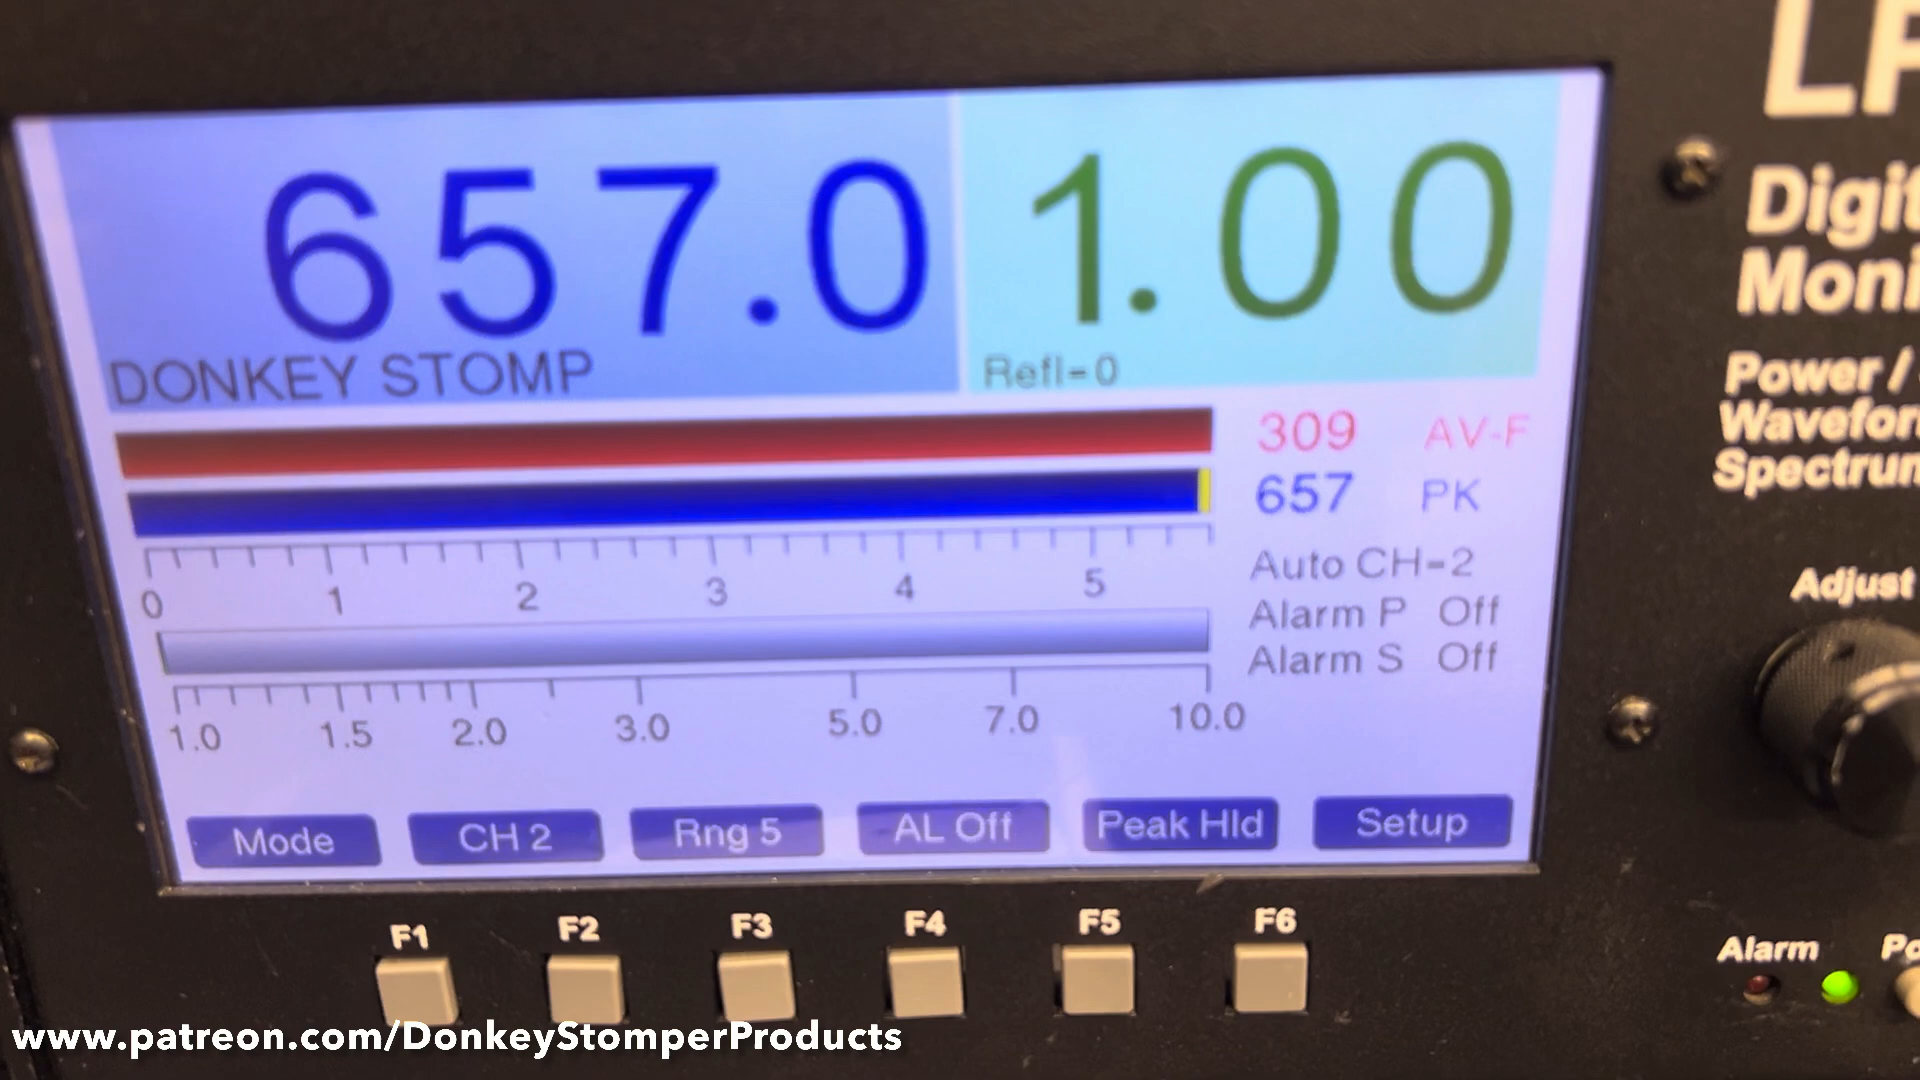 LP
657.0
1.00
DONKEY STOMP
Refl=0
309 AV-F
657 PK
0 1 2 3 4 5
Auto CH=2
Alarm P Off
Alarm S Off
1.0 1.5 2.0 3.0 5.0 7.0 10.0
Mode CH 2 Rng 5 AL Off Peak Hld Setup
F1 F2 F3 F4 F5 F6
Digit
Moni
Power /
Waveforn
Spectrun
Adjust
Alarm Po
www.patreon.com/DonkeyStomperProducts